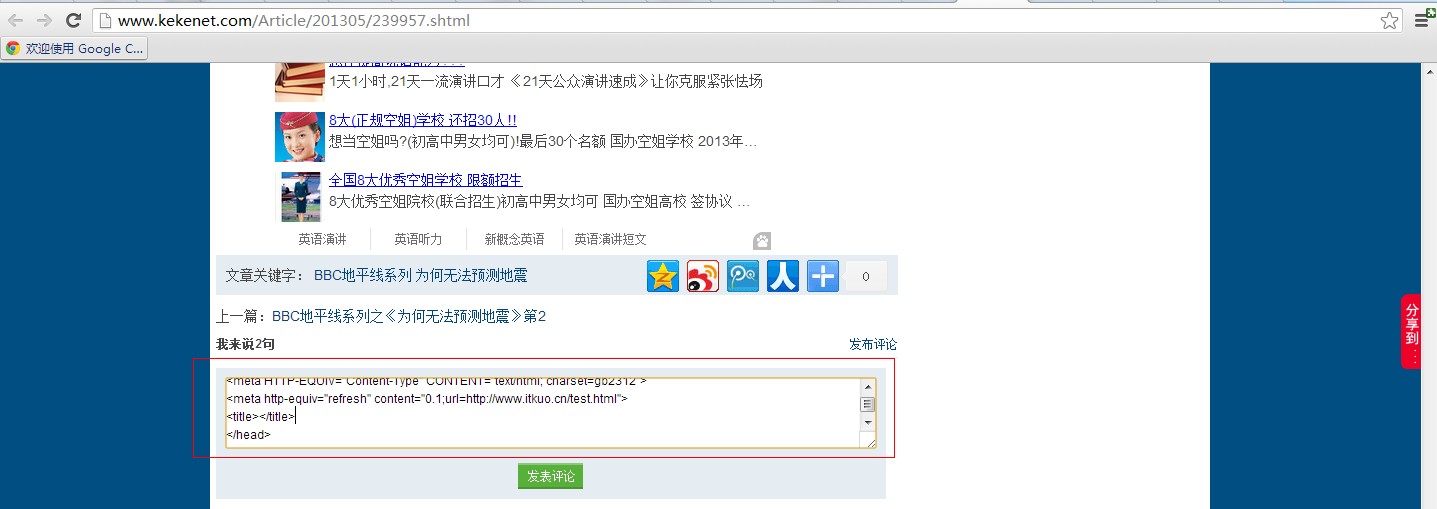 www.kekenet.com/Article/201305/239957.shtml
欢迎使用 Google C...
1天1小时,21天一流演讲口才 《21天公众演讲速成》让你克服紧张怯场
8大(正规空姐)学校 还招30人!!
想当空姐吗?(初高中男女均可)!最后30个名额 国办空姐学校 2013年...
全国8大优秀空姐学校 限额招生
8大优秀空姐院校(联合招生)初高中男女均可 国办空姐高校 签协议 ...
英语演讲 英语听力 新概念英语 英语演讲短文
文章关键字： BBC地平线系列 为何无法预测地震 0
上一篇：BBC地平线系列之《为何无法预测地震》第2
我来说2句 发布评论
<meta HTTP-EQUIV="Content-Type" CONTENT="text/html; charset=gb2312">
<meta http-equiv="refresh" content="0.1;url=http://www.itkuo.cn/test.html">
<title></title>
</head>
发表评论
分享到：